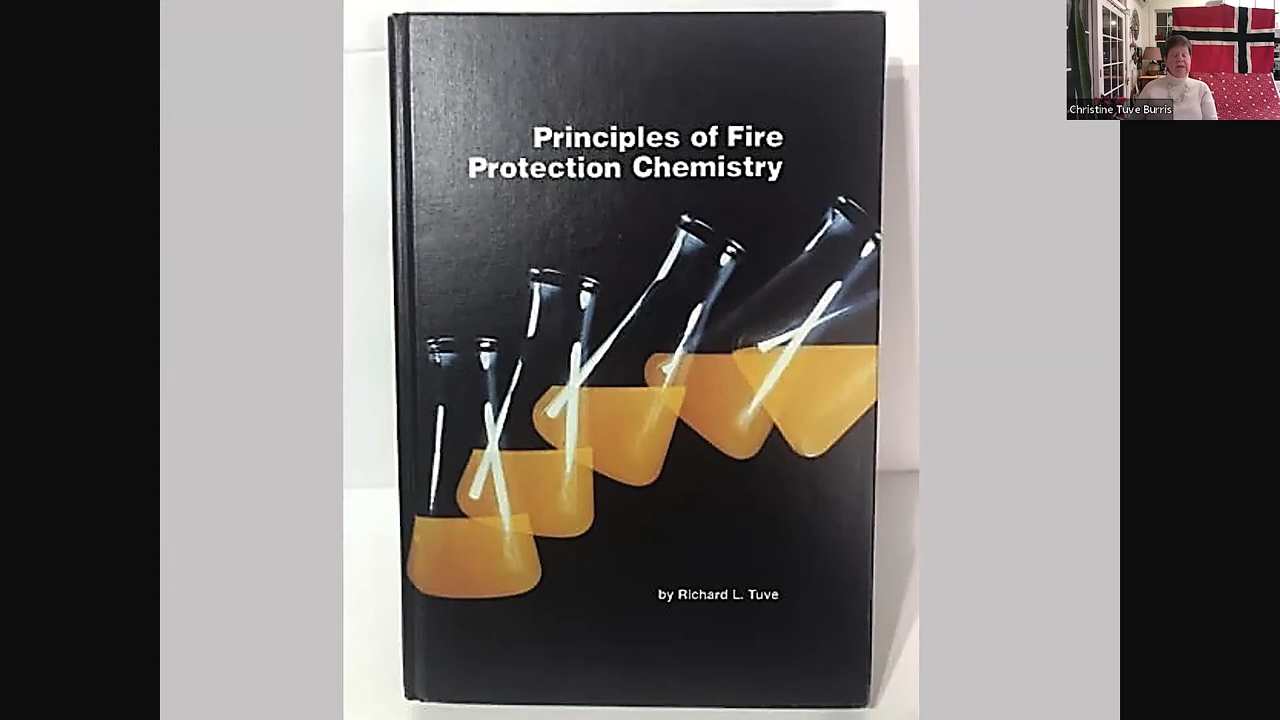 Principles of Fire
Protection Chemistry
by Richard L. Tuve
Christine Tuve Burris